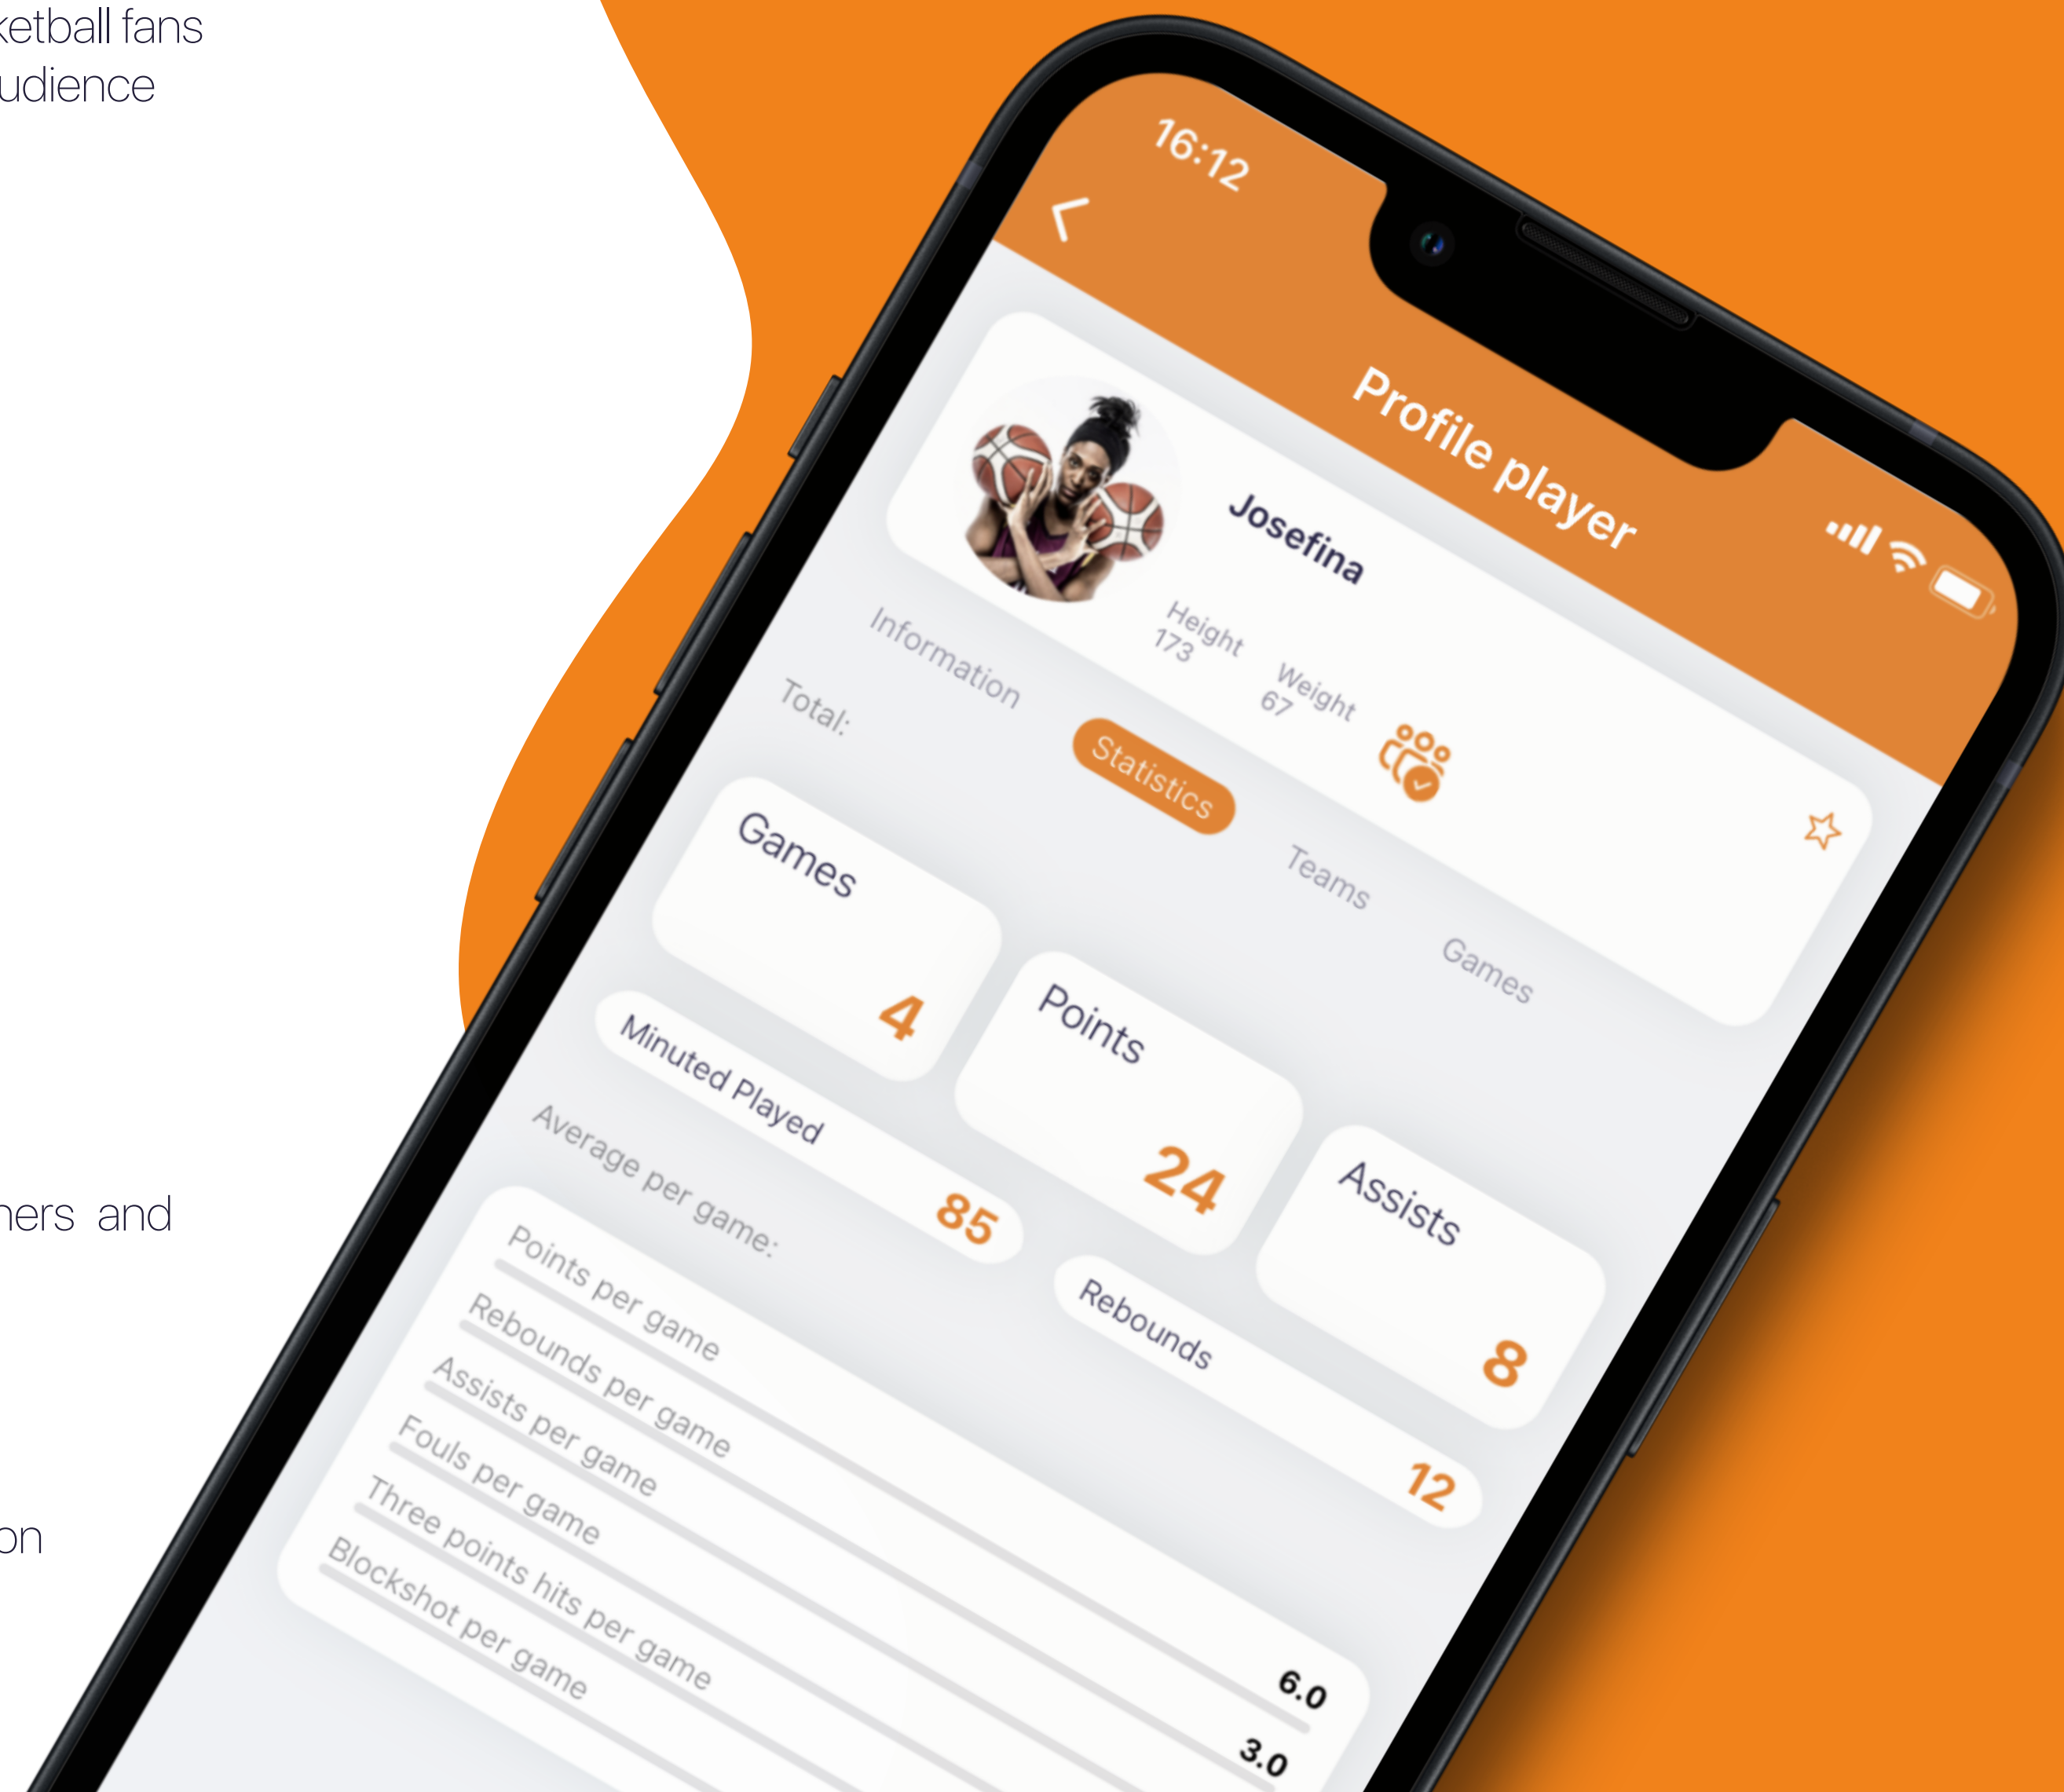 ketball fans
udience
ners and
on
16:12
Profile player
Josefina
Height
173
Weight
67
Information
Statistics
Teams
Games
Total:
Games
4
Points
24
Assists
8
Minuted Played
85
Rebounds
12
Average per game:
Points per game
6.0
Rebounds per game
3.0
Assists per game
Fouls per game
Three points hits per game
Blockshot per game